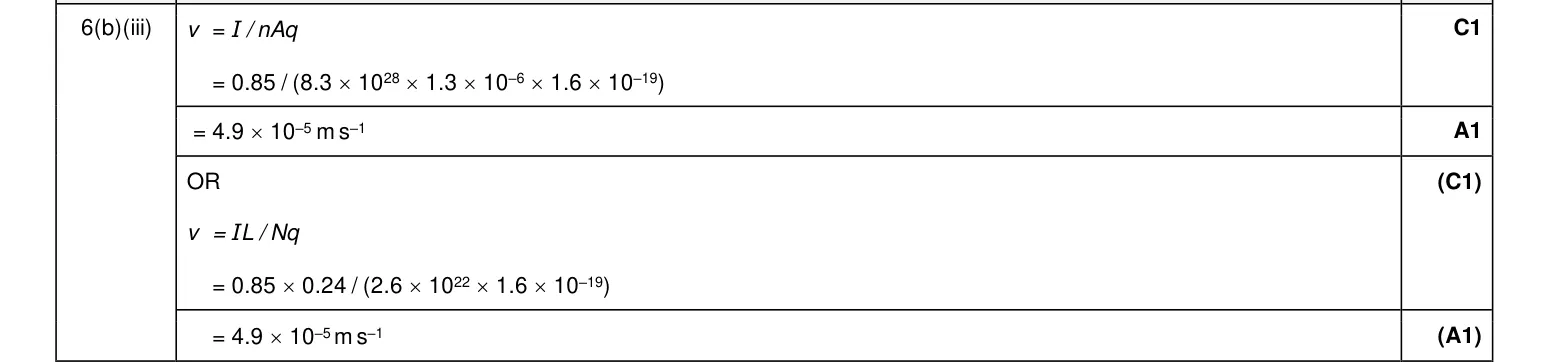 6(b)(iii) v = I / nAq C1
= 0.85 / (8.3 × 10²⁸ × 1.3 × 10⁻⁶ × 1.6 × 10⁻¹⁹)
= 4.9 × 10⁻⁵ m s⁻¹ A1
OR (C1)
v = IL / Nq
= 0.85 × 0.24 / (2.6 × 10²² × 1.6 × 10⁻¹⁹)
= 4.9 × 10⁻⁵ m s⁻¹ (A1)